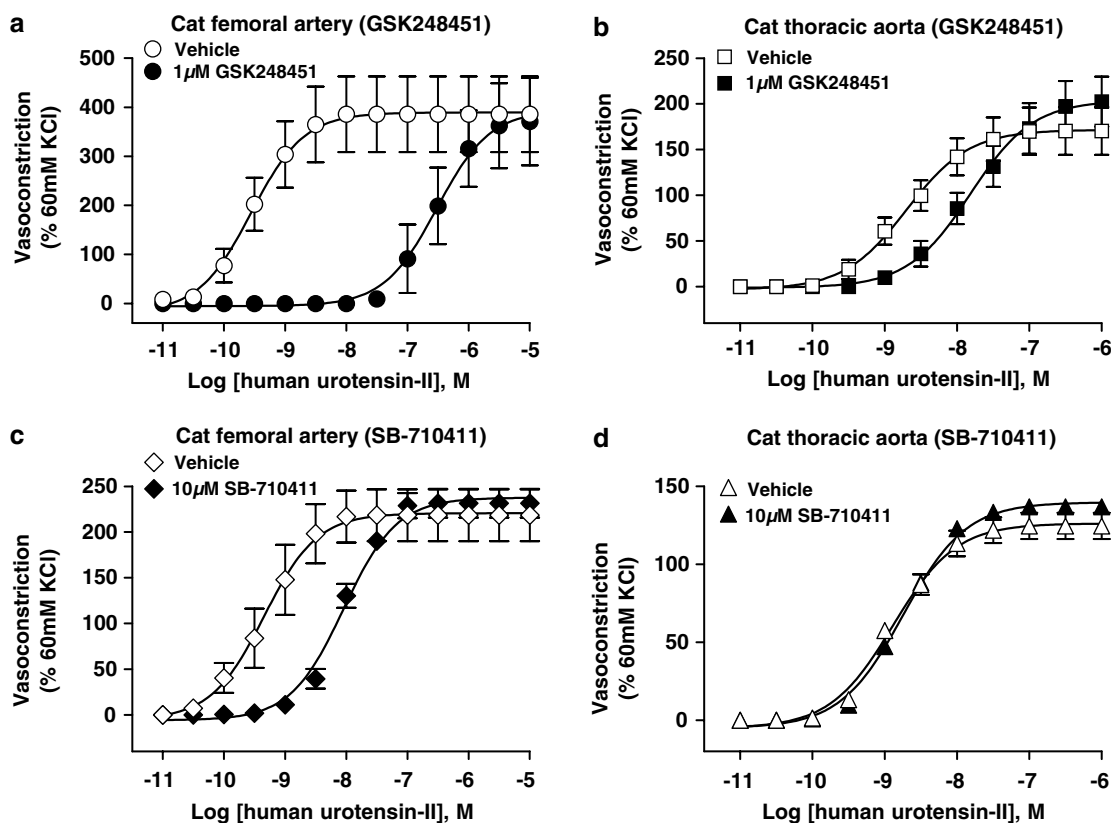 a
Cat femoral artery (GSK248451)
Vehicle
1μM GSK248451
Vasoconstriction
(% 60mM KCl)
500
400
300
200
100
0
-11 -10 -9 -8 -7 -6 -5
Log [human urotensin-II], M
b
Cat thoracic aorta (GSK248451)
Vehicle
1μM GSK248451
Vasoconstriction
(% 60mM KCl)
250
200
150
100
50
0
-11 -10 -9 -8 -7 -6
Log [human urotensin-II], M
c
Cat femoral artery (SB-710411)
Vehicle
10μM SB-710411
Vasoconstriction
(% 60mM KCl)
250
200
150
100
50
0
-11 -10 -9 -8 -7 -6 -5
Log [human urotensin-II], M
d
Cat thoracic aorta (SB-710411)
Vehicle
10μM SB-710411
Vasoconstriction
(% 60mM KCl)
150
100
50
0
-11 -10 -9 -8 -7 -6
Log [human urotensin-II], M